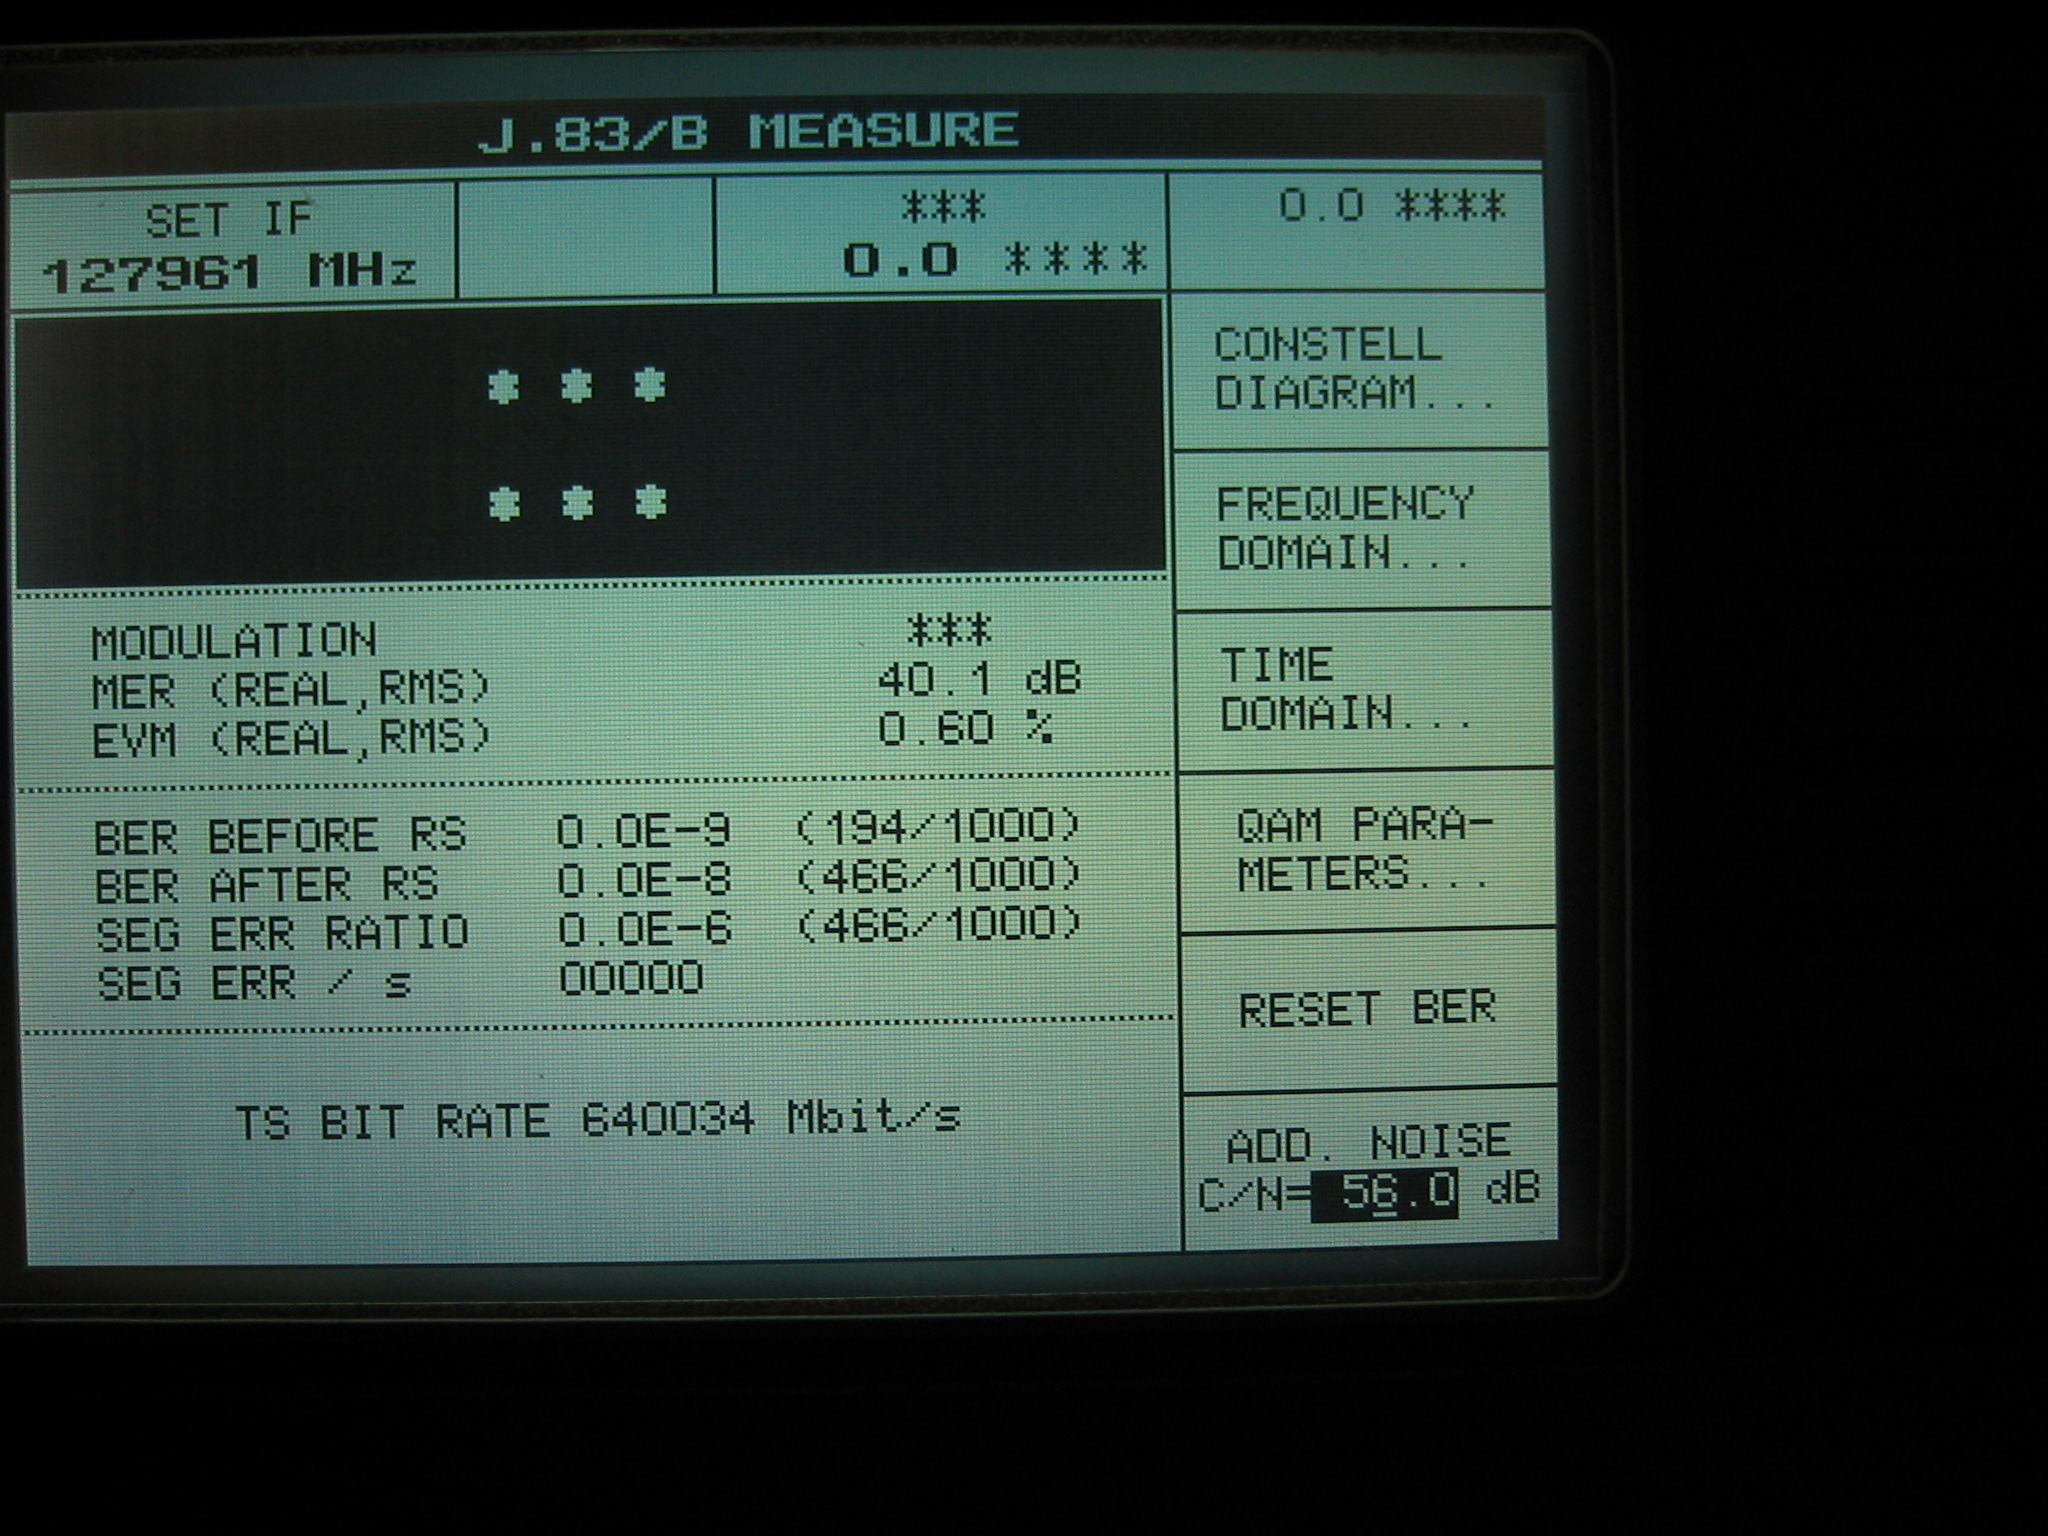 J.83/B MEASURE
SET IF
127961 MHz
***
0.0 ****
0.0 ****
* * *
* * *
MODULATION ***
MER (REAL,RMS) 40.1 dB
EVM (REAL,RMS) 0.60 %
BER BEFORE RS 0.0E-9 (194/1000)
BER AFTER RS 0.0E-8 (466/1000)
SEG ERR RATIO 0.0E-6 (466/1000)
SEG ERR / s 00000
TS BIT RATE 640034 Mbit/s
CONSTELL
DIAGRAM...
FREQUENCY
DOMAIN...
TIME
DOMAIN...
QAM PARA-
METERS...
RESET BER
ADD. NOISE
C/N= 56.0 dB